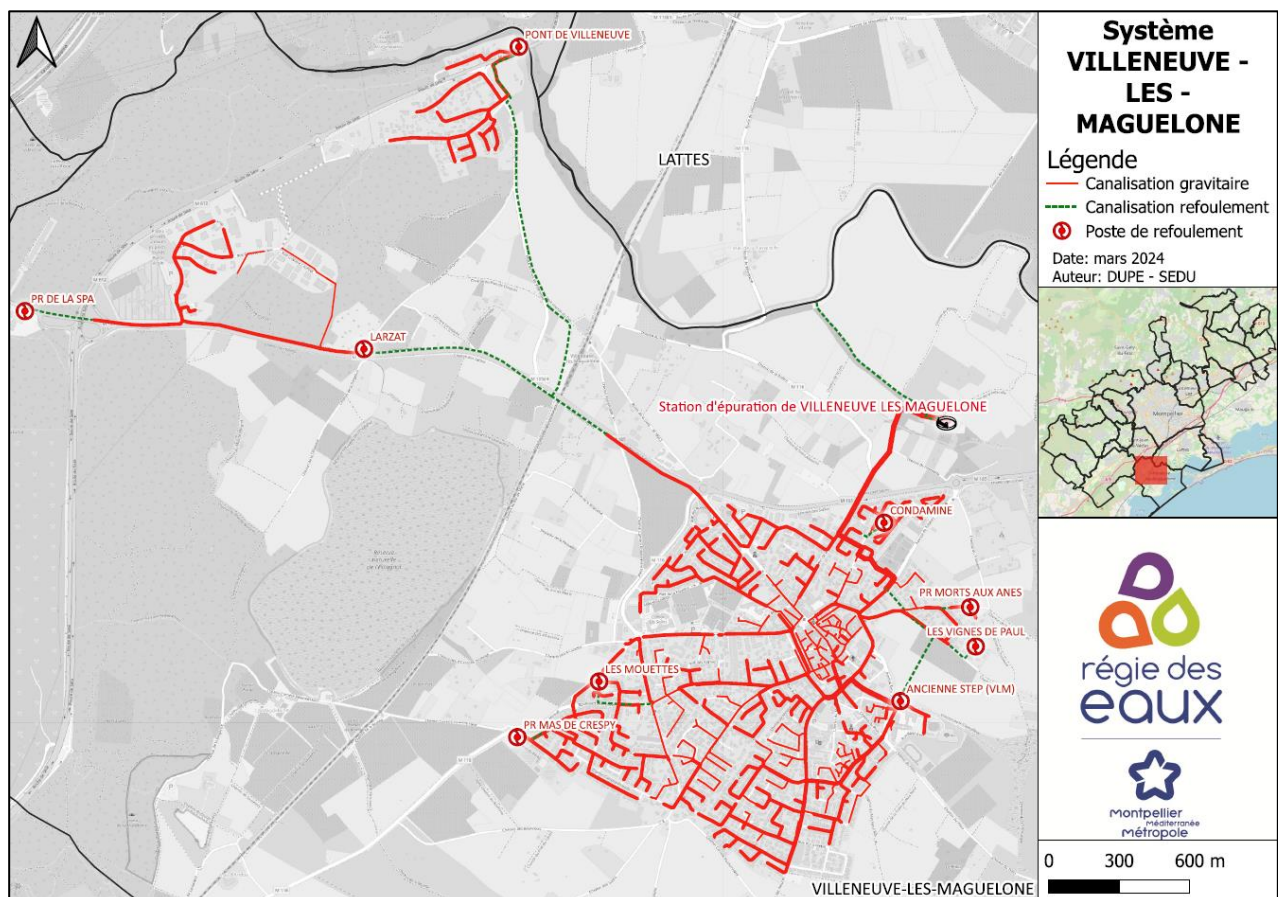 PONT DE VILLENEUVE
LATTES
PR DE LA SPA
LARZAT
Station d'épuration de VILLENEUVE LES MAGUELONE
CONDAMINE
PR MORTS AUX ANES
LES VIGNES DE PAUL
LES MOUETTES
ANCIENNE STEP (VLM)
PR MAS DE CRESPY
VILLENEUVE-LES-MAGUELONE
Système
VILLENEUVE -
LES -
MAGUELONE
Légende
Canalisation gravitaire
Canalisation refoulement
Poste de refoulement
Date: mars 2024
Auteur: DUPE - SEDU
Montpellier
régie des
eaux
Montpellier
Méditerranée
métropole
0 300 600 m